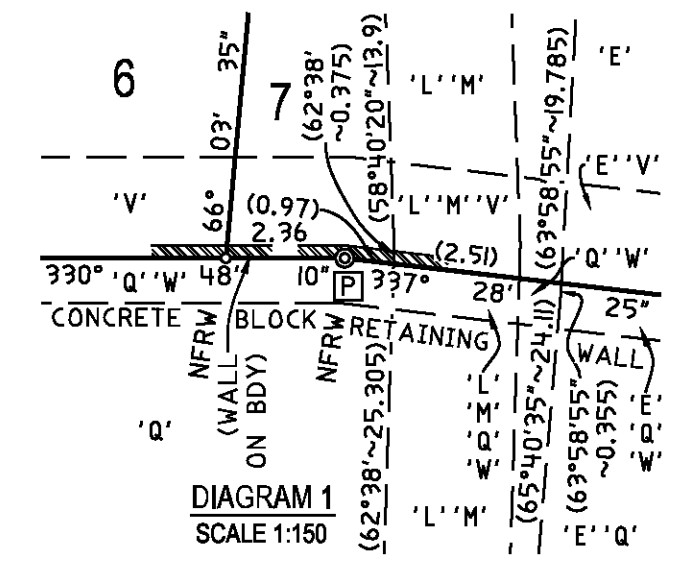 6
7
35"
03'
66°
(62°38'
~0.375)
(58°40'20"~13.9)
'L''M'
(63°58'55"~19.785)
'E'
'E''V'
'V'
'L''M''V'
(0.97)
2.36
(2.51)
'Q''W'
330° 'Q''W' 48' 10" 337° 28' 25"
P
CONCRETE BLOCK RETAINING WALL
NFRW
(WALL
ON BDY)
NFRW
'Q'
(62°38'~25.305)
'L'
'M'
'Q'
'W'
(65°40'35"~24.11)
(63°58'55"
~0.355)
'E'
'Q'
'W'
'L''M'
'E''Q'
DIAGRAM 1
SCALE 1:150